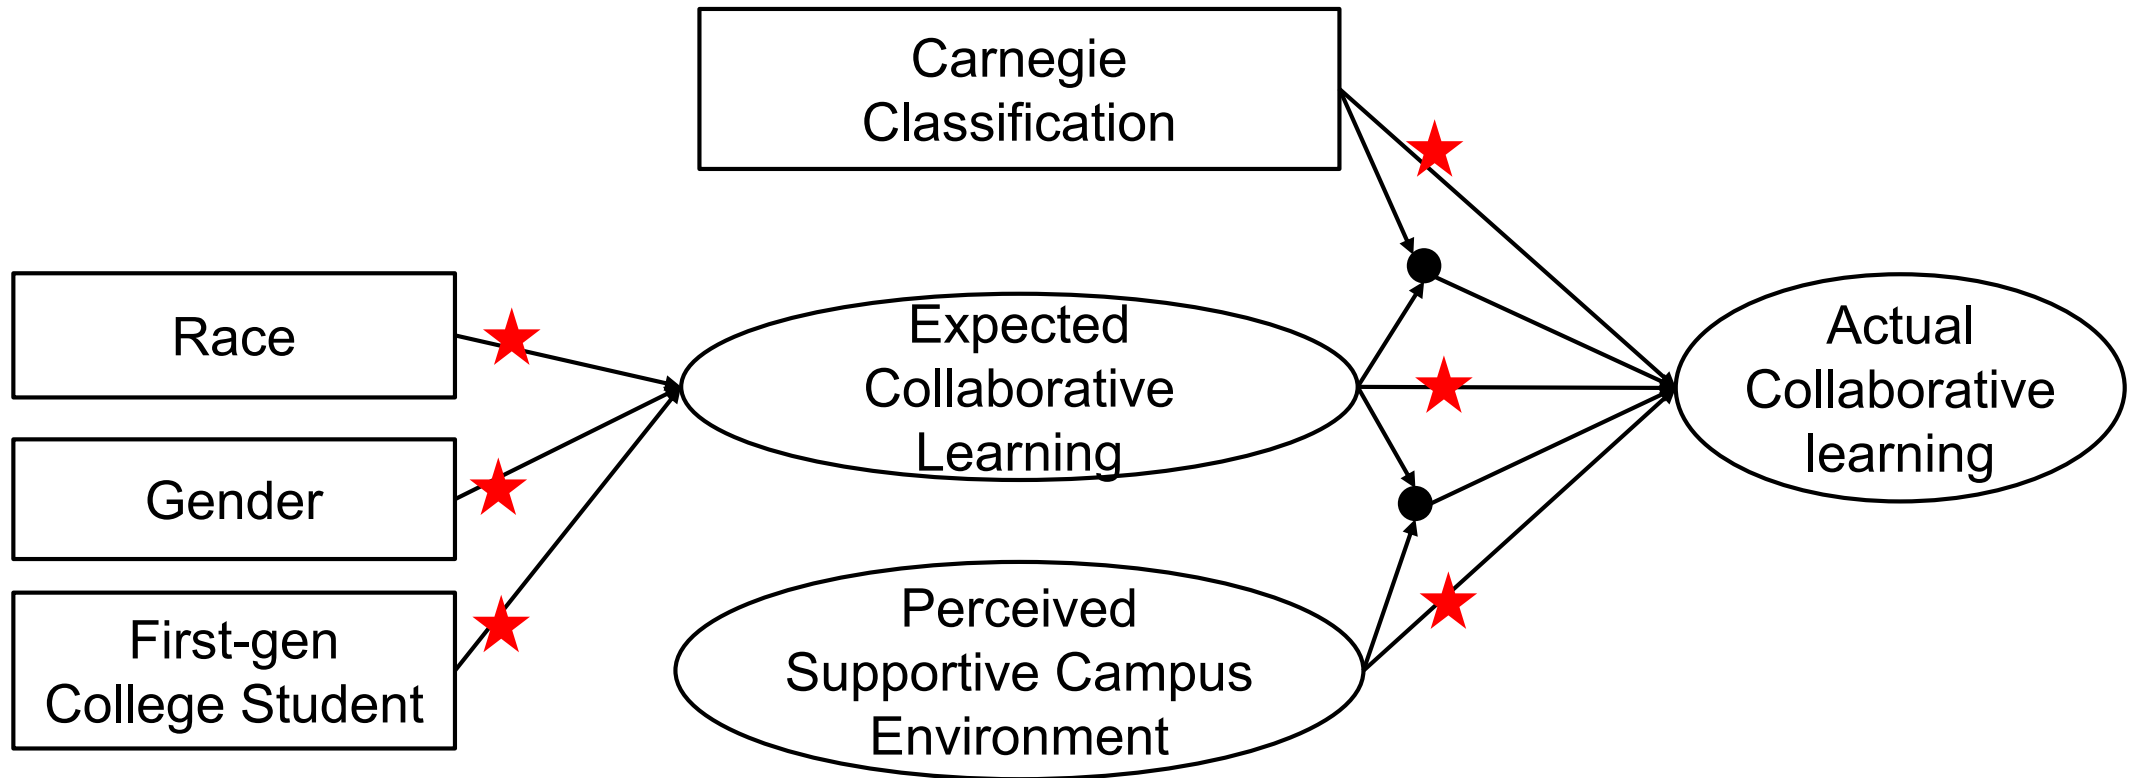 Carnegie
Classification
Race
Gender
First-gen
College Student
Expected
Collaborative
Learning
Perceived
Supportive Campus
Environment
Actual
Collaborative
learning